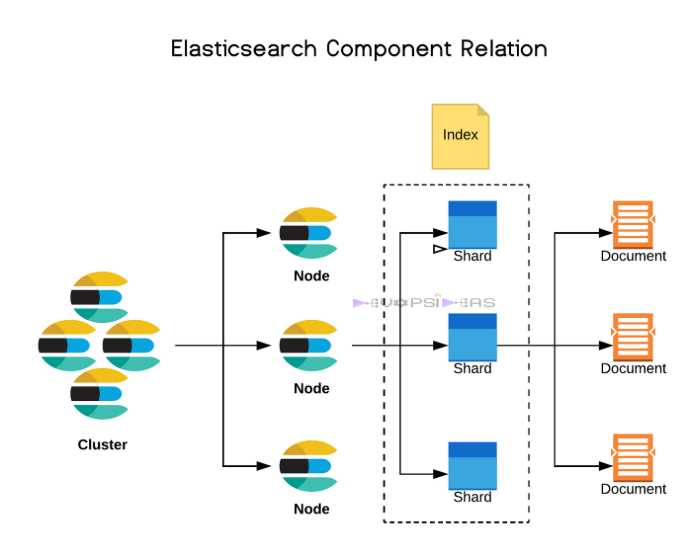 Elasticsearch Component Relation
Index
Node
Shard
Document
Node
Shard
Document
Cluster
Node
Shard
Document